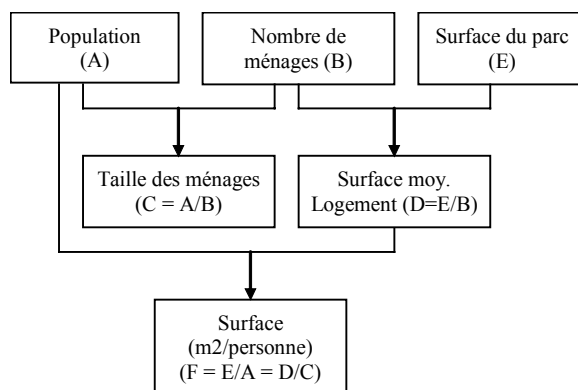 Population
(A)
Nombre de
ménages (B)
Surface du parc
(E)
Taille des ménages
(C = A/B)
Surface moy.
Logement (D=E/B)
Surface
(m2/personne)
(F = E/A = D/C)